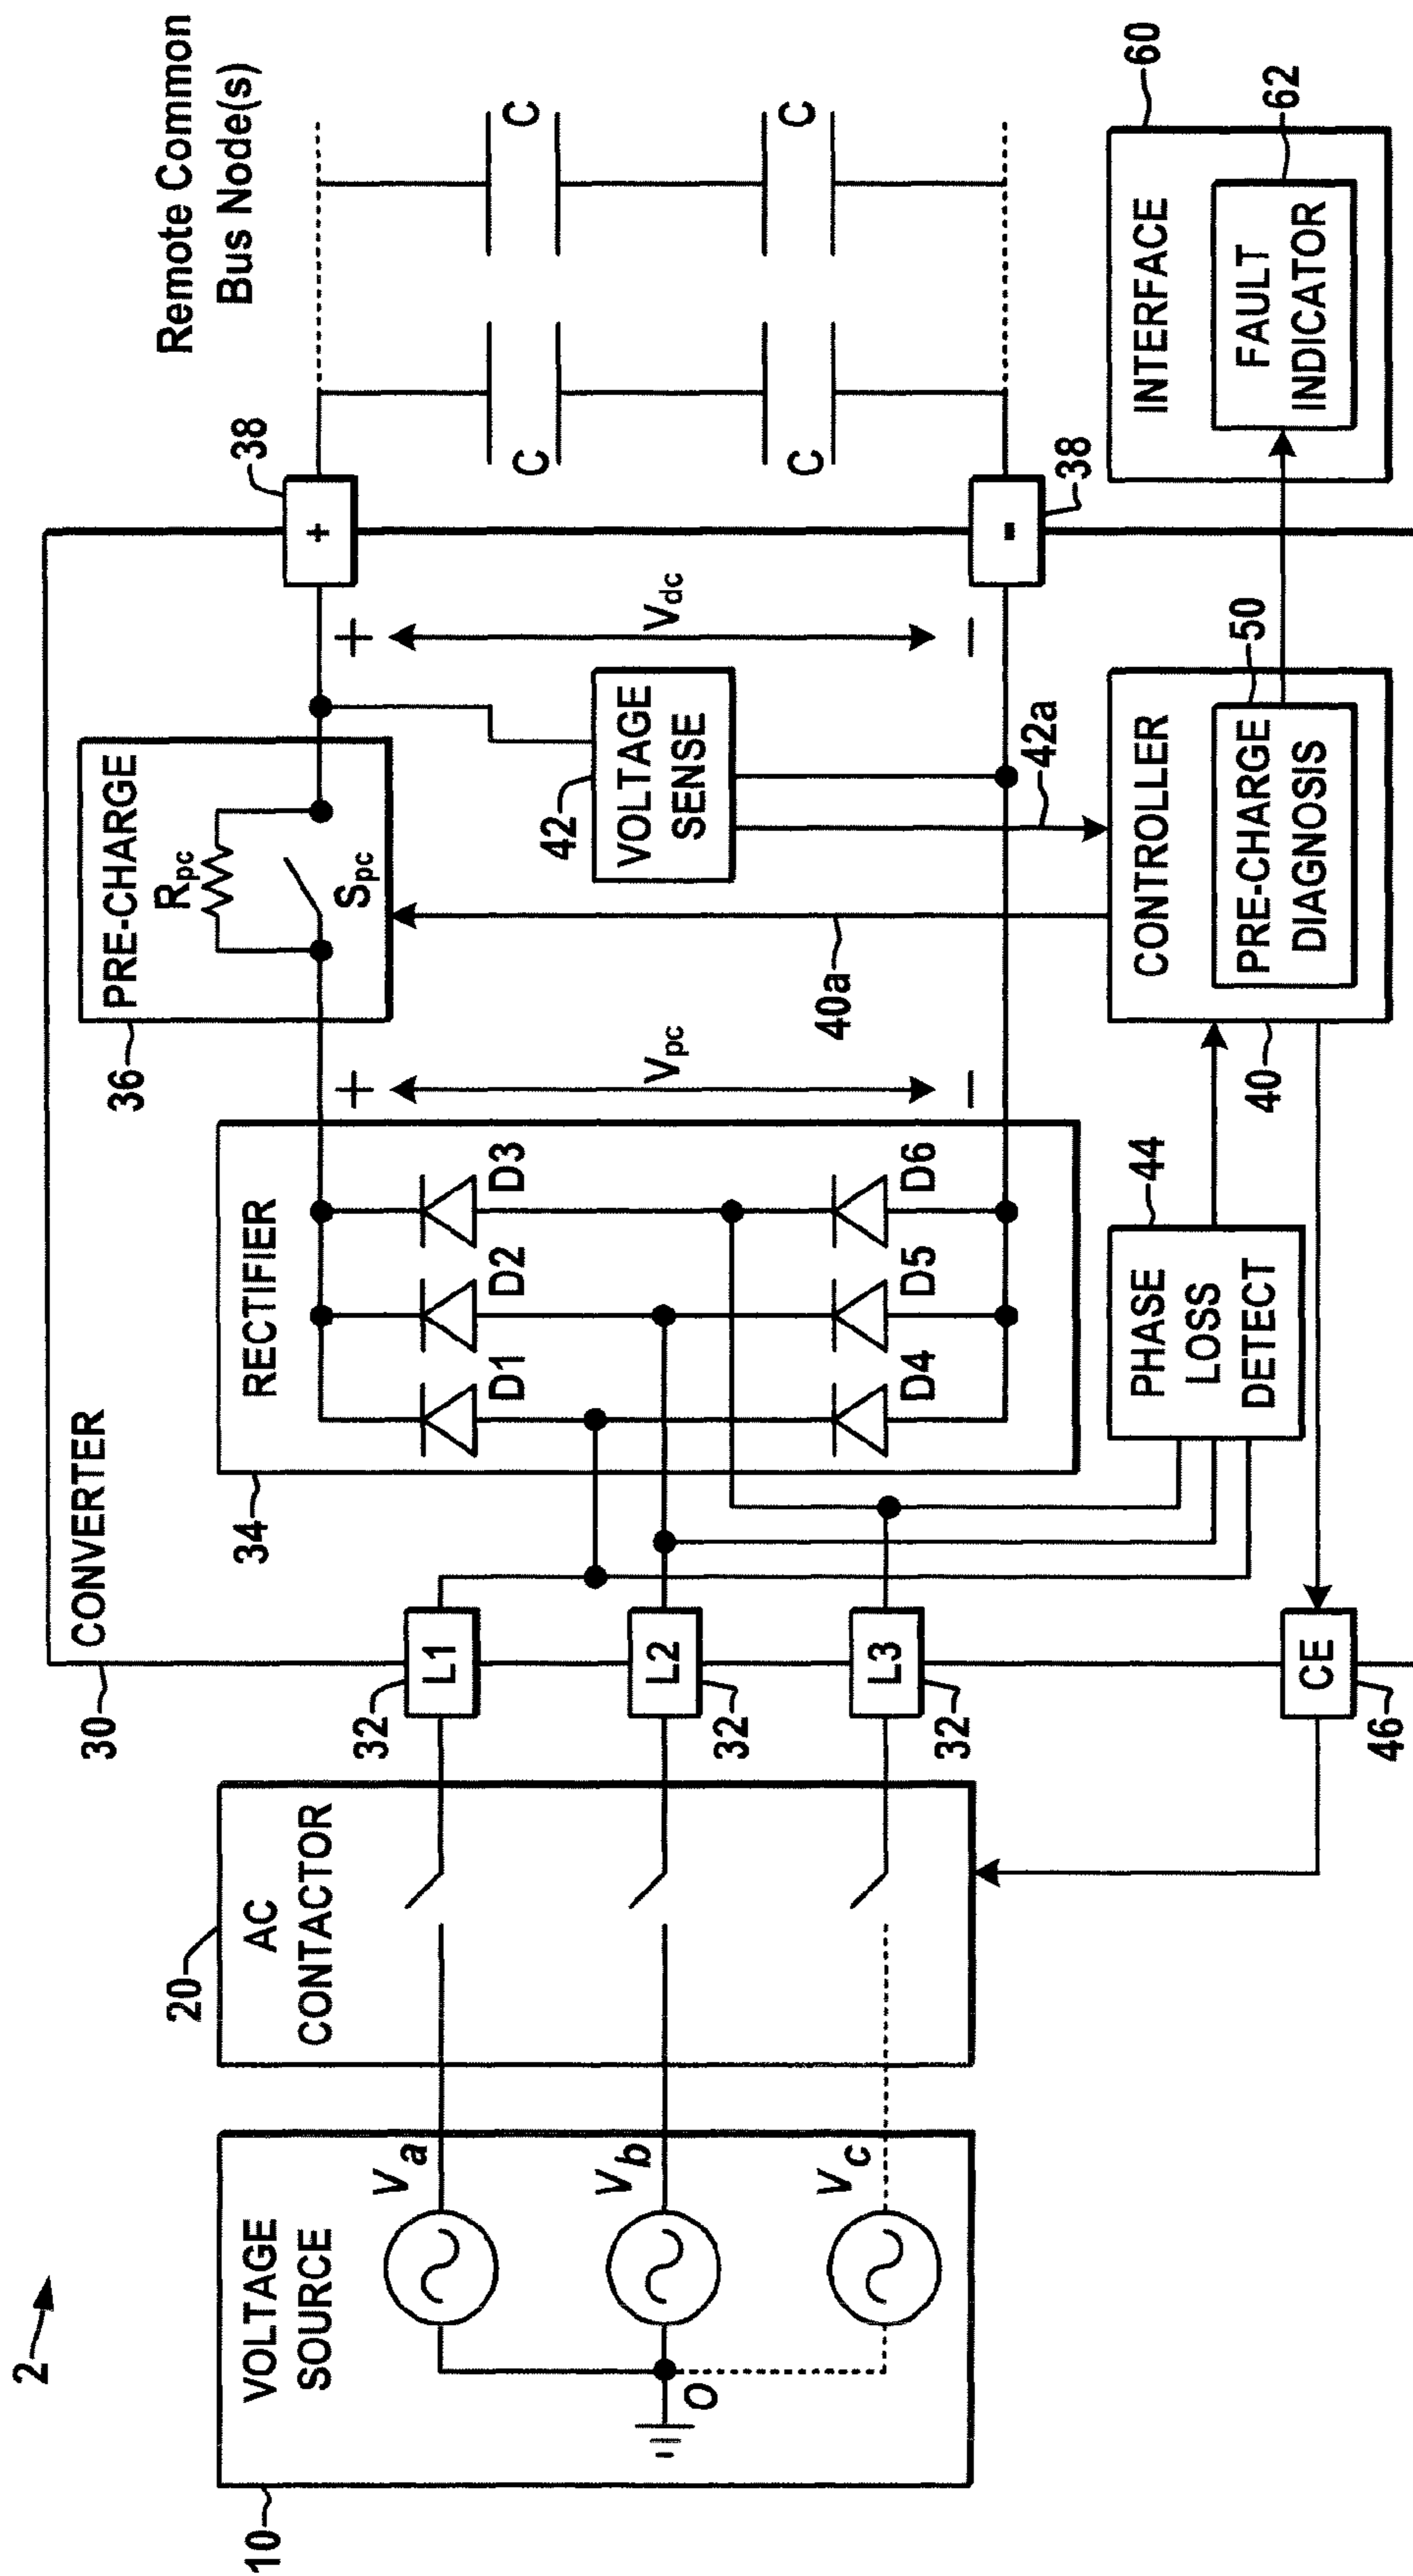 2
10
VOLTAGE
SOURCE
Va
Vb
Vc
O
20
AC
CONTACTOR
30
CONVERTER
32
L1
L2
32
L3
32
CE
46
34
RECTIFIER
D1
D2
D3
D4
D5
D6
44
PHASE
LOSS
DETECT
+
Vpc
−
36
PRE-CHARGE
Rpc
Spc
40a
42
VOLTAGE
SENSE
42a
40
CONTROLLER
PRE-CHARGE
DIAGNOSIS
50
+
Vdc
−
38
+
-
38
Remote Common
Bus Node(s)
C
C
C
C
60
INTERFACE
FAULT
INDICATOR
62